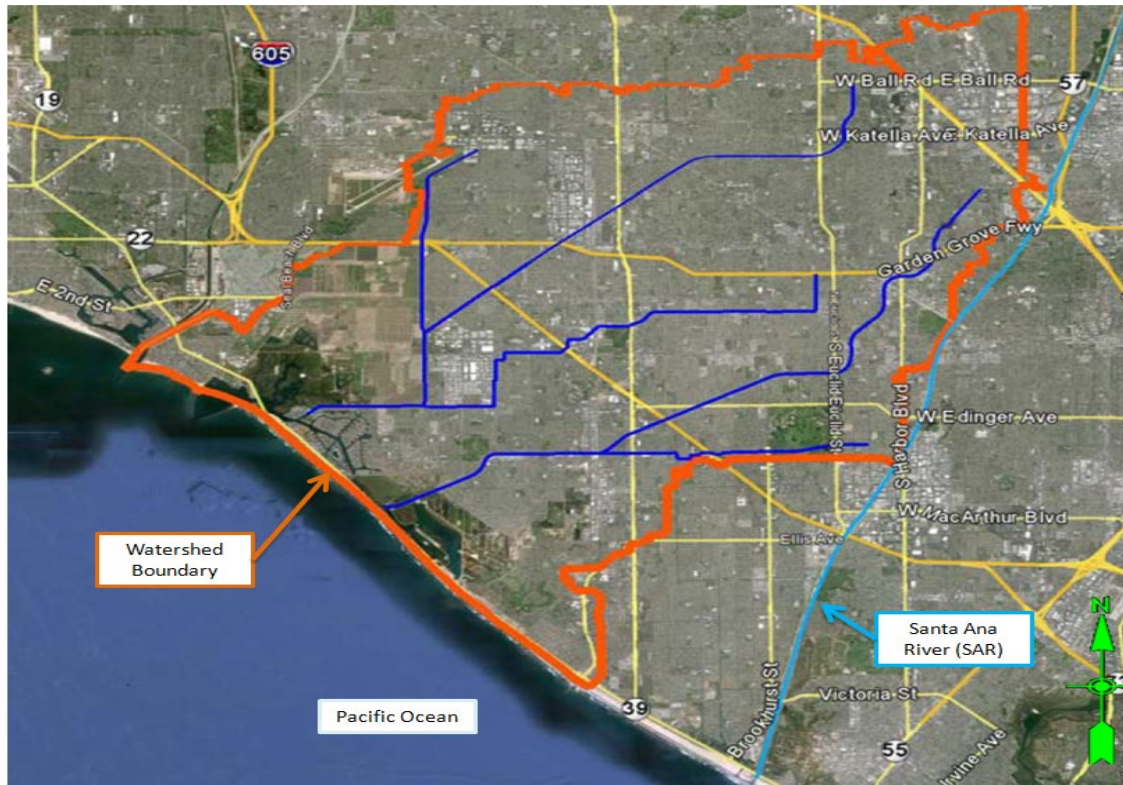 605
19
W Ball Rd E Ball Rd
57
W Katella Ave E Katella Ave
22
Seal Beach Blvd
Garden Grove Fwy
E 2nd St
S Euclid St
Euclid St
S Harbor Blvd
W Edinger Ave
W MacArthur Blvd
Ellis Ave
Watershed
Boundary
Santa Ana
River (SAR)
N
Pacific Ocean
39
Brookhurst St
Victoria St
55
Irvine Ave